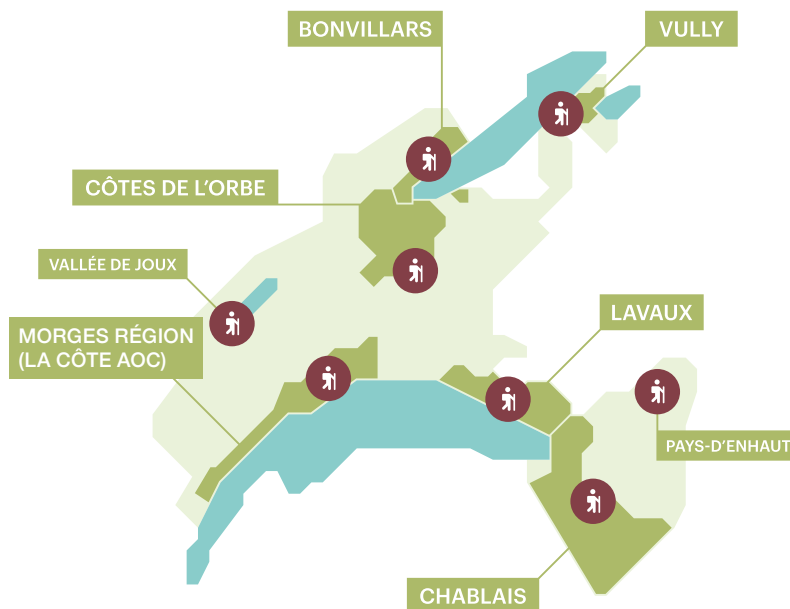 BONVILLARS
VULLY
CÔTES DE L’ORBE
VALLÉE DE JOUX
MORGES RÉGION
(LA CÔTE AOC)
LAVAUX
PAYS-D’ENHAUT
CHABLAIS